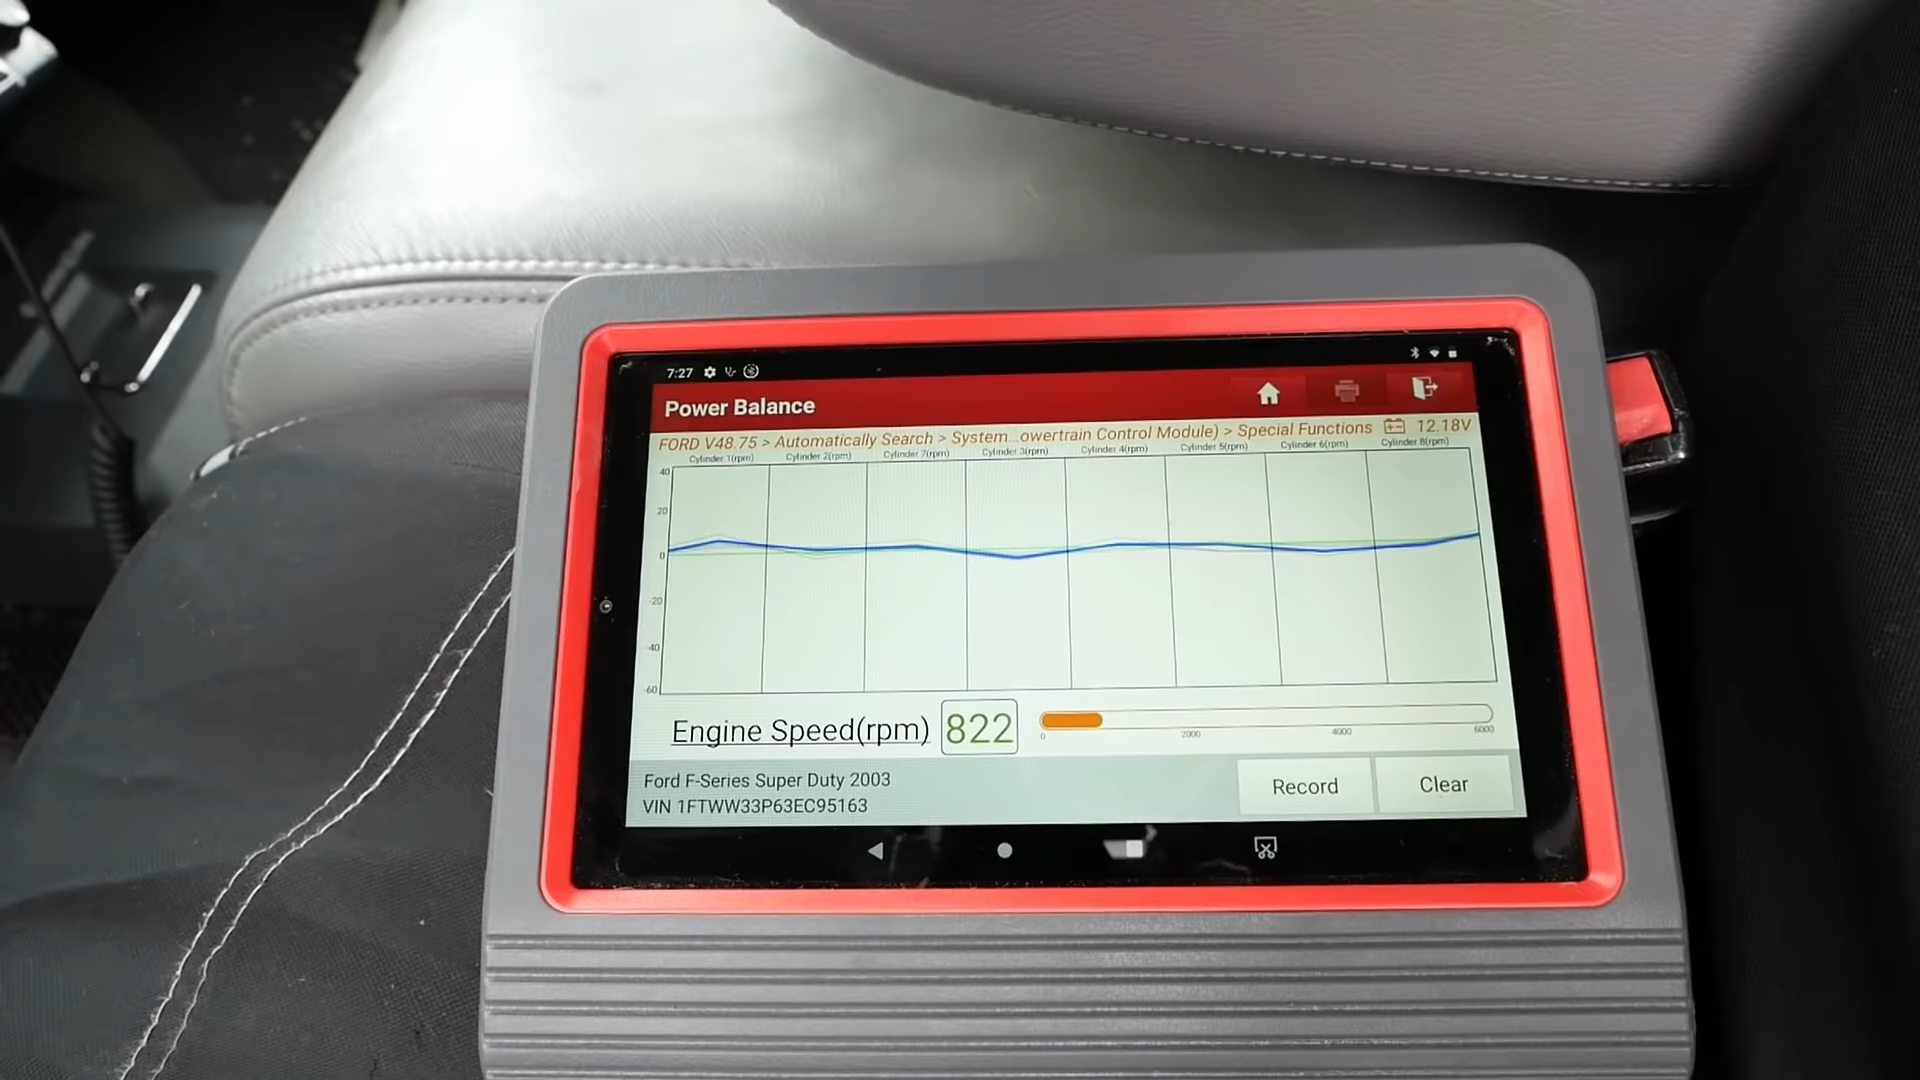 7:27
Power Balance
FORD V48.75 > Automatically Search > System...owertrain Control Module) > Special Functions 12.18V
Cylinder 1(rpm) Cylinder 2(rpm) Cylinder 7(rpm) Cylinder 3(rpm) Cylinder 4(rpm) Cylinder 5(rpm) Cylinder 6(rpm) Cylinder 8(rpm)
40
20
0
-20
-40
-60
Engine Speed(rpm) 822
0 2000 4000 6000
Ford F-Series Super Duty 2003
VIN 1FTWW33P63EC95163
Record Clear